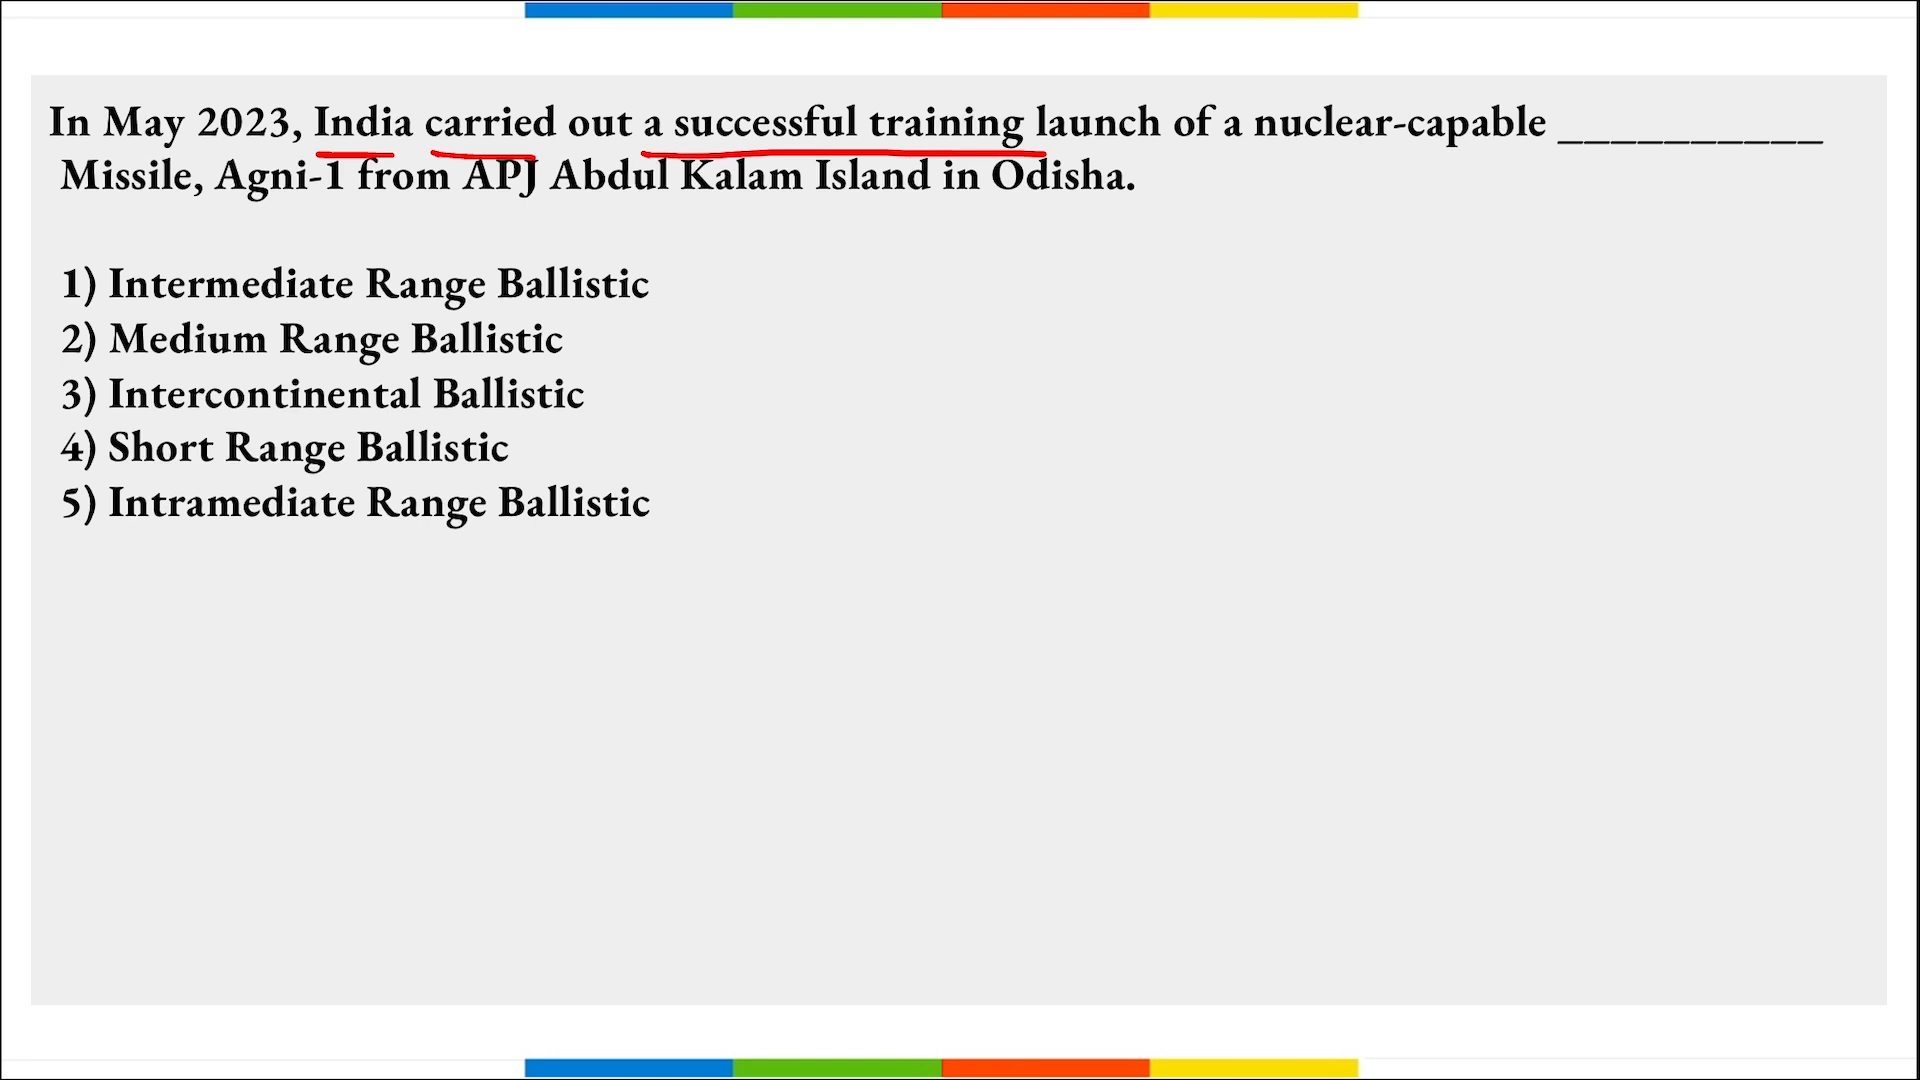 In May 2023, India carried out a successful training launch of a nuclear-capable __________
Missile, Agni-1 from APJ Abdul Kalam Island in Odisha.
1) Intermediate Range Ballistic
2) Medium Range Ballistic
3) Intercontinental Ballistic
4) Short Range Ballistic
5) Intramediate Range Ballistic